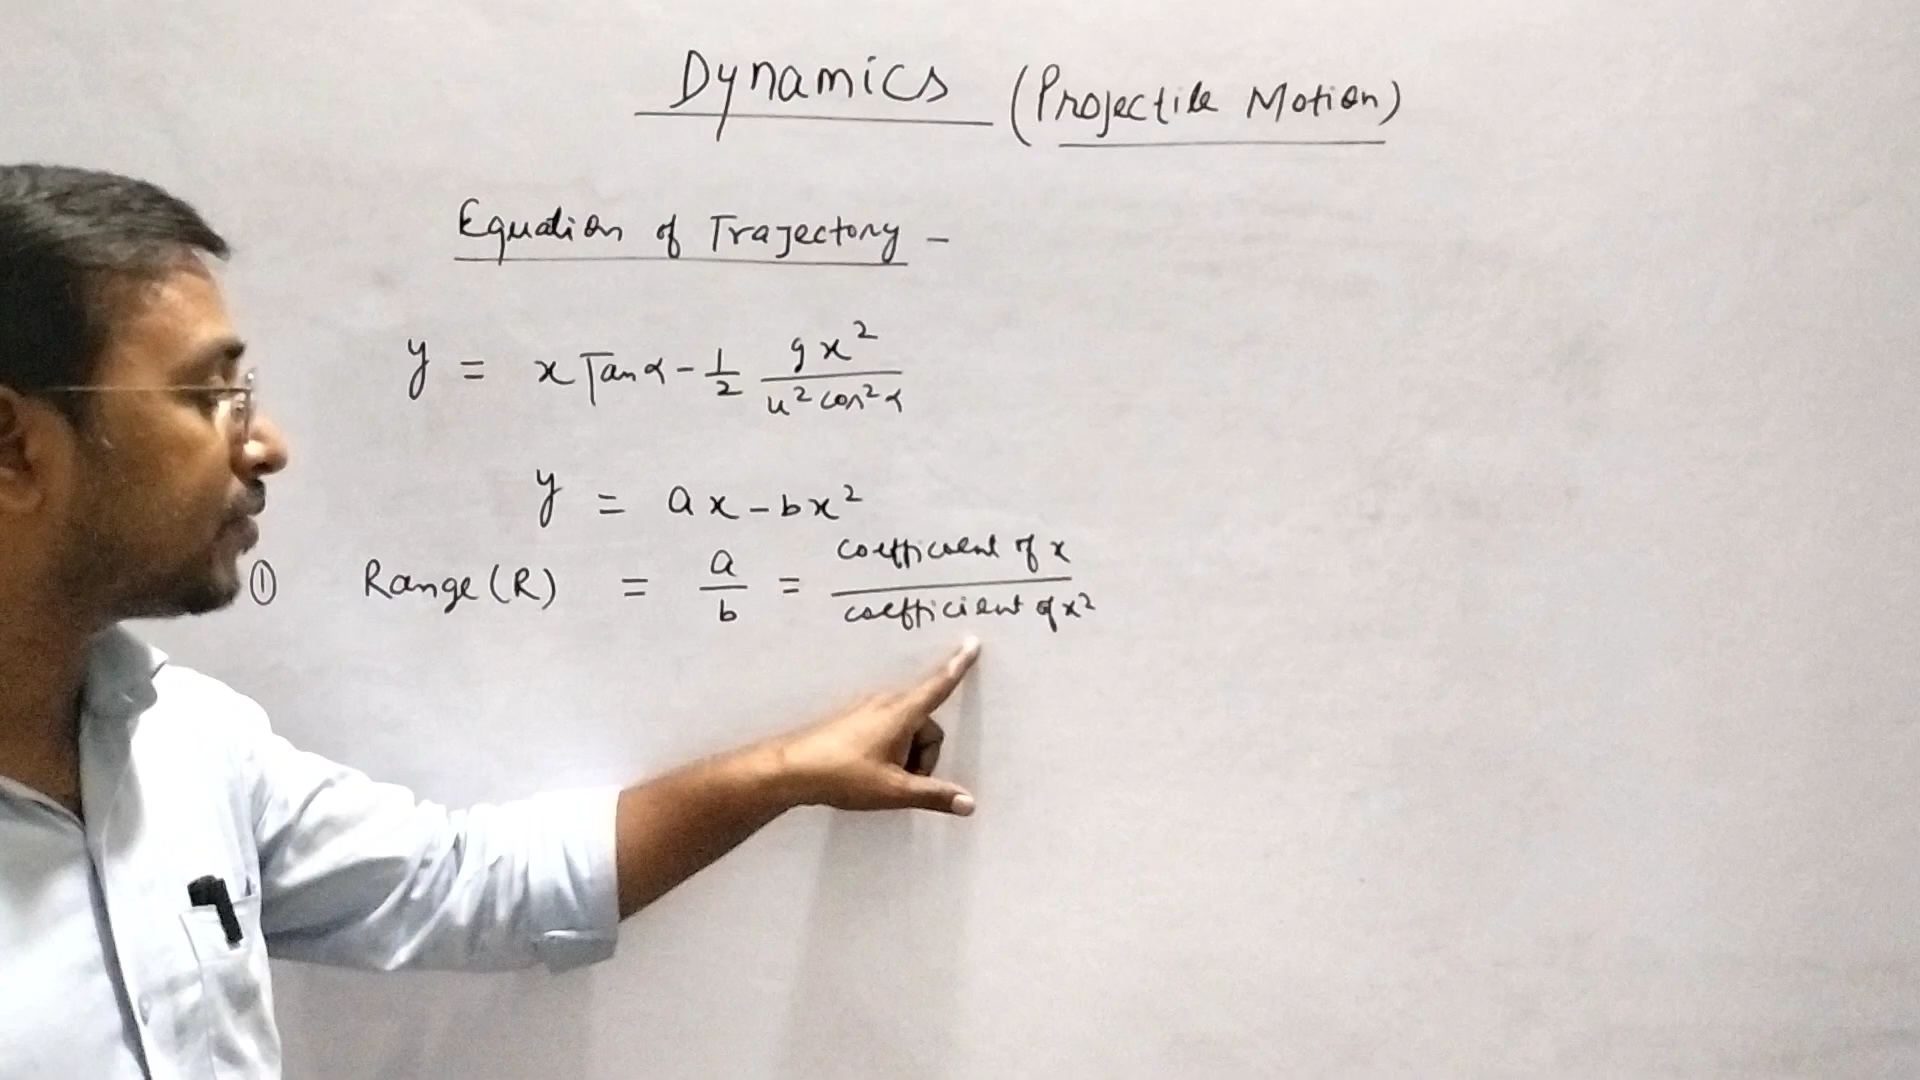 Dynamics (Projectile Motion)
Equation of Trajectory -
y = x Tan α - 1/2 gx²/u² cos² α
y = ax - bx²
① Range (R) = a/b = coefficient of x/coefficient of x²